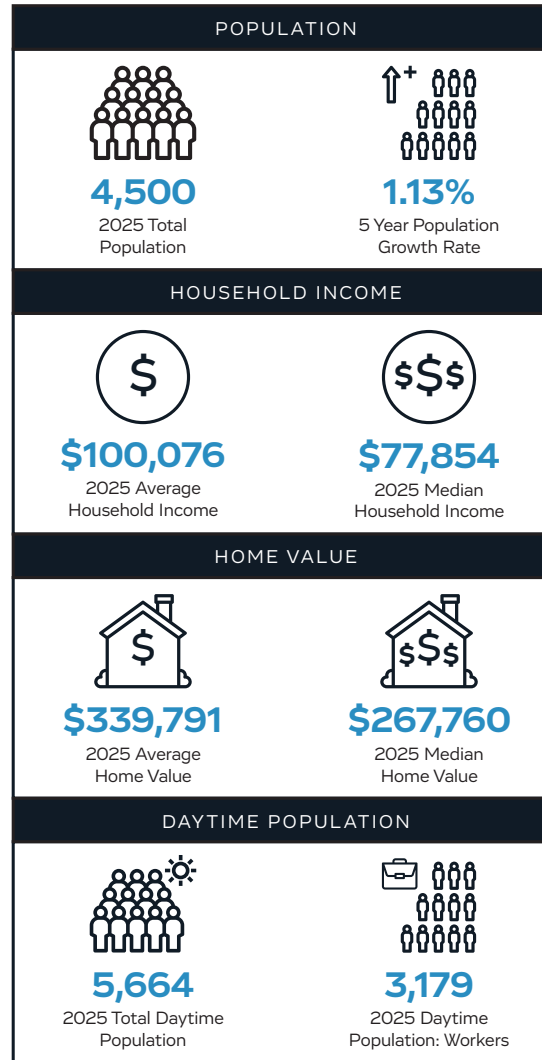 POPULATION
4,500
2025 Total
Population
1.13%
5 Year Population
Growth Rate
HOUSEHOLD INCOME
$
$100,076
2025 Average
Household Income
$$$
$77,854
2025 Median
Household Income
HOME VALUE
$
$339,791
2025 Average
Home Value
$$$
$267,760
2025 Median
Home Value
DAYTIME POPULATION
5,664
2025 Total Daytime
Population
3,179
2025 Daytime
Population: Workers